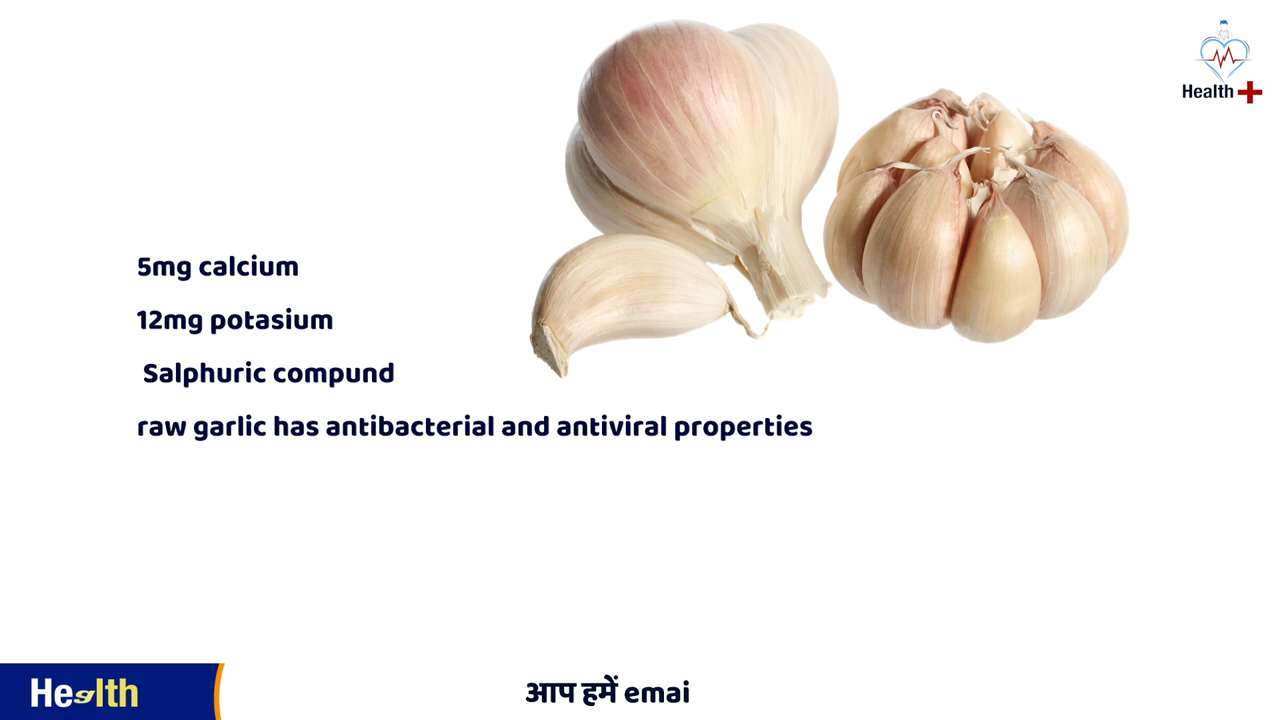 Health
5mg calcium
12mg potasium
Salphuric compund
raw garlic has antibacterial and antiviral properties
Health
आप हमें emai